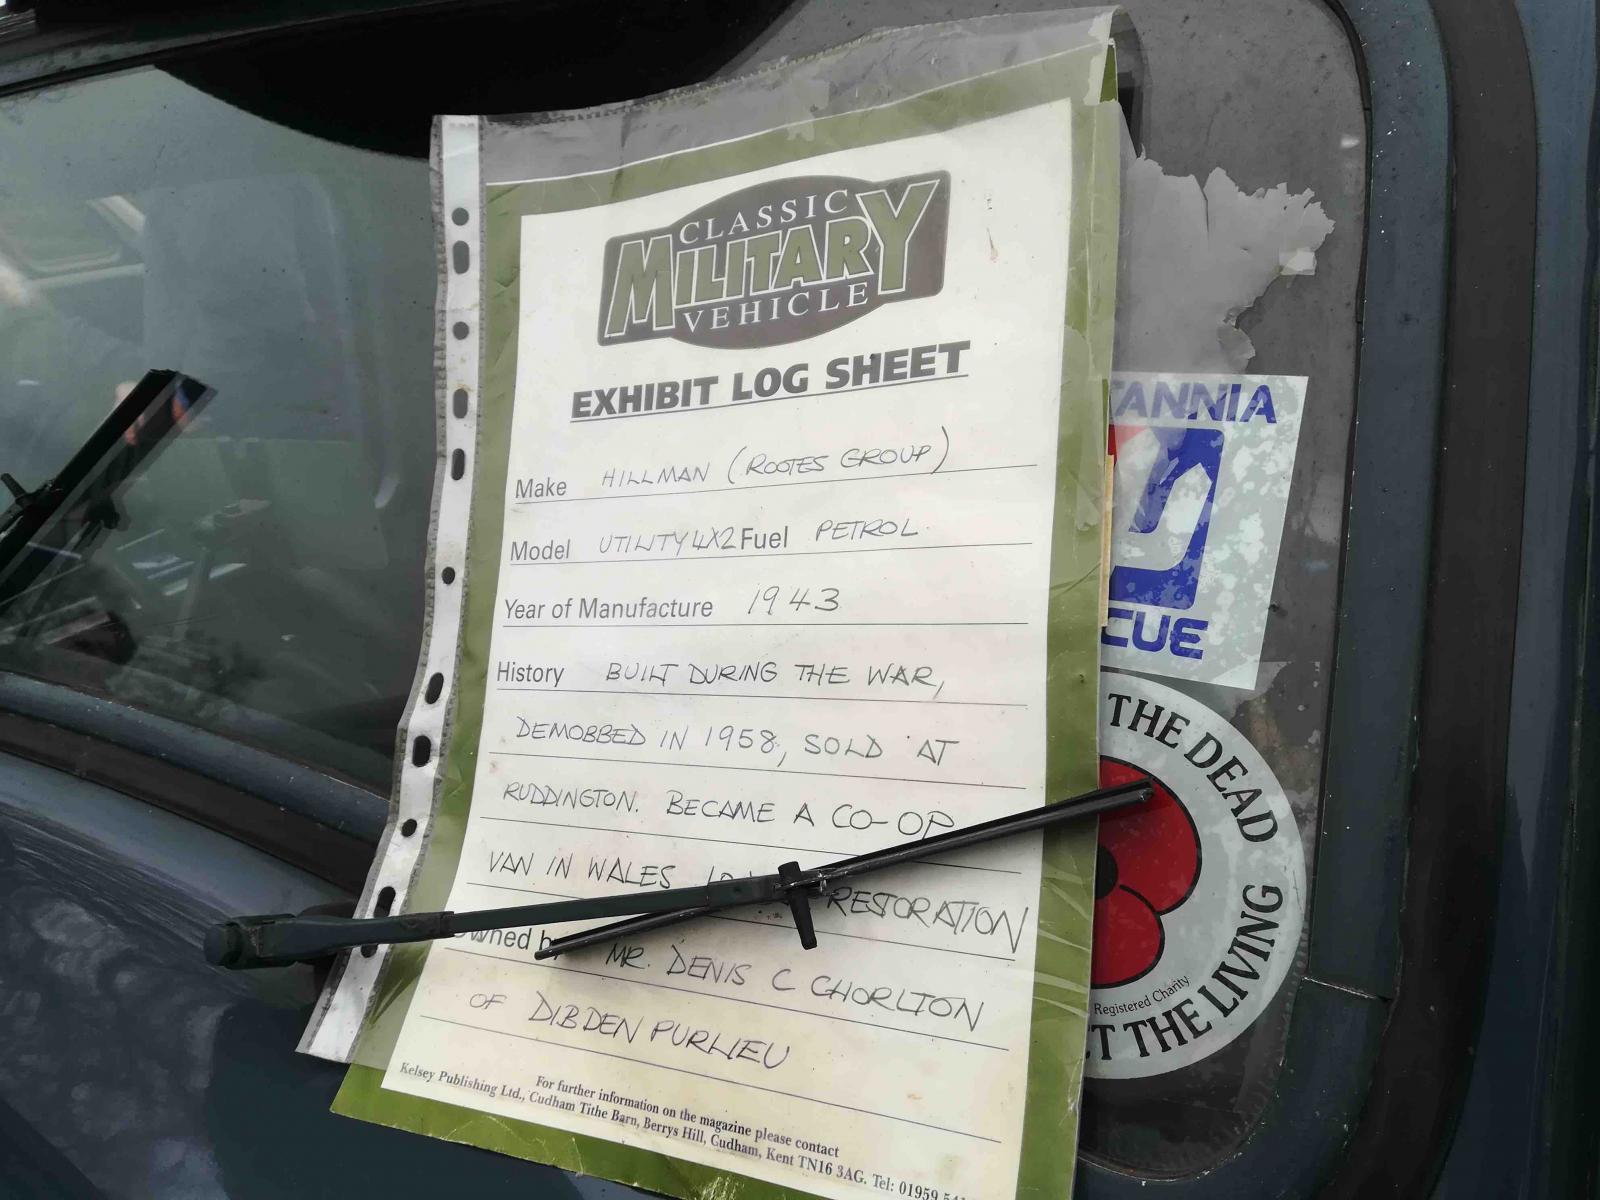 CLASSIC
MILITARY
VEHICLE
EXHIBIT LOG SHEET
Make HILLMAN (ROOTES GROUP)
Model UTILITY 4X2 Fuel PETROL
Year of Manufacture 1943
History BUILT DURING THE WAR,
DEMOBBED IN 1958, SOLD AT
RUDDINGTON. BECAME A CO-OP
VAN IN WALES RESTORATION
Owned by MR. DENIS C CHORLTON
OF DIBDEN PURLIEU
For further information on the magazine please contact
Kelsey Publishing Ltd., Cudham Tithe Barn, Berrys Hill, Cudham, Kent TN16 3AG. Tel: 01959
TANNIA
CUE
THE DEAD
Registered Charity
T THE LIVING